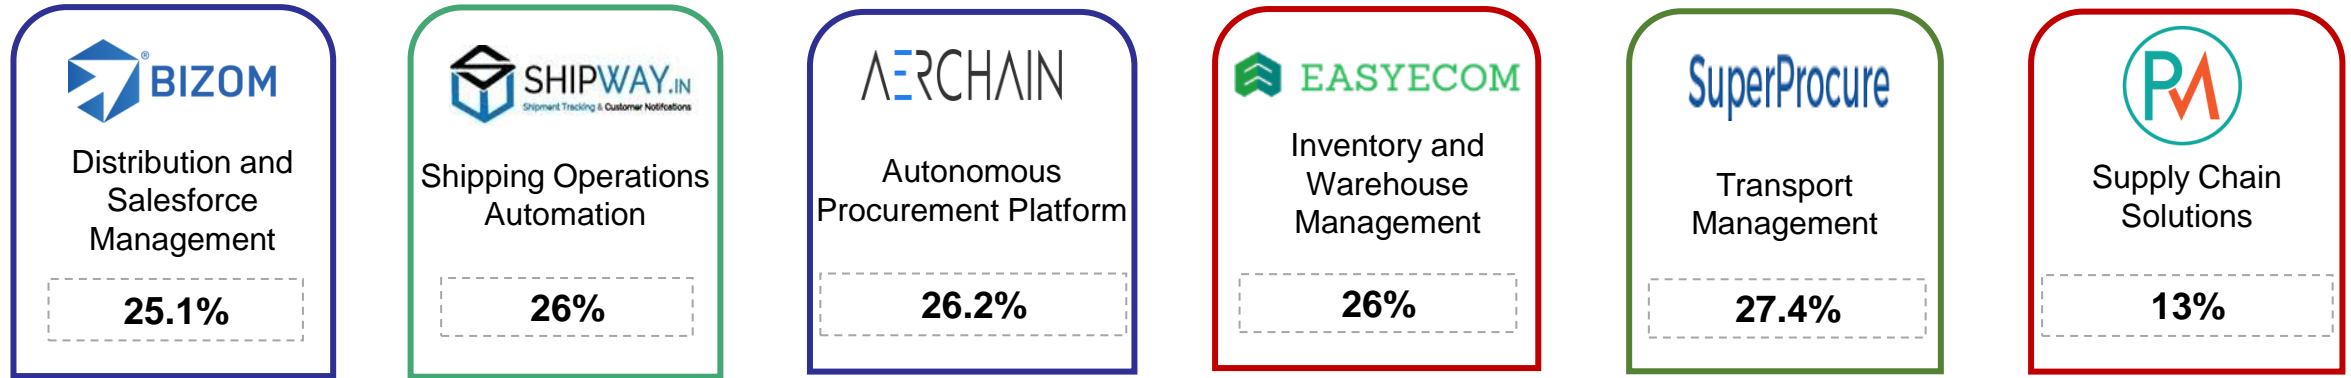 BIZOM
®
Distribution and
Salesforce
Management
25.1%
SHIPWAY.IN
Shipment Tracking & Customer Notifcations
Shipping Operations
Automation
26%
AERCHAIN
Autonomous
Procurement Platform
26.2%
EASYECOM
Inventory and
Warehouse
Management
26%
SuperProcure
Transport
Management
27.4%
PM
Supply Chain
Solutions
13%